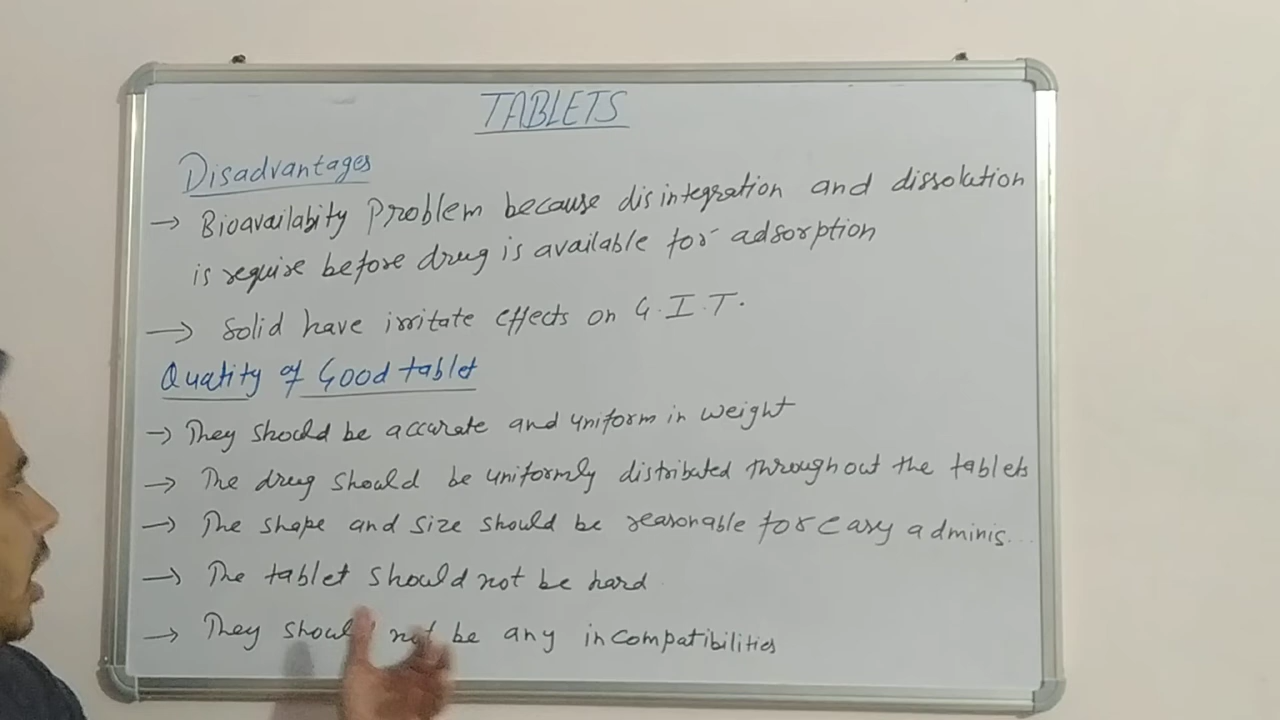 TABLETS
Disadvantages
→ Bioavailabity Problem because disintegration and dissolution
is require before drug is available for adsorption
→ Solid have irritate effects on G.I.T.
Quality of Good tablet
→ They should be accurate and uniform in weight
→ The drug should be uniformly distributed throughout the tablets
→ The shape and size should be reasonable for easy adminis...
→ The tablet should not be hard
→ They should not be any incompatibilities